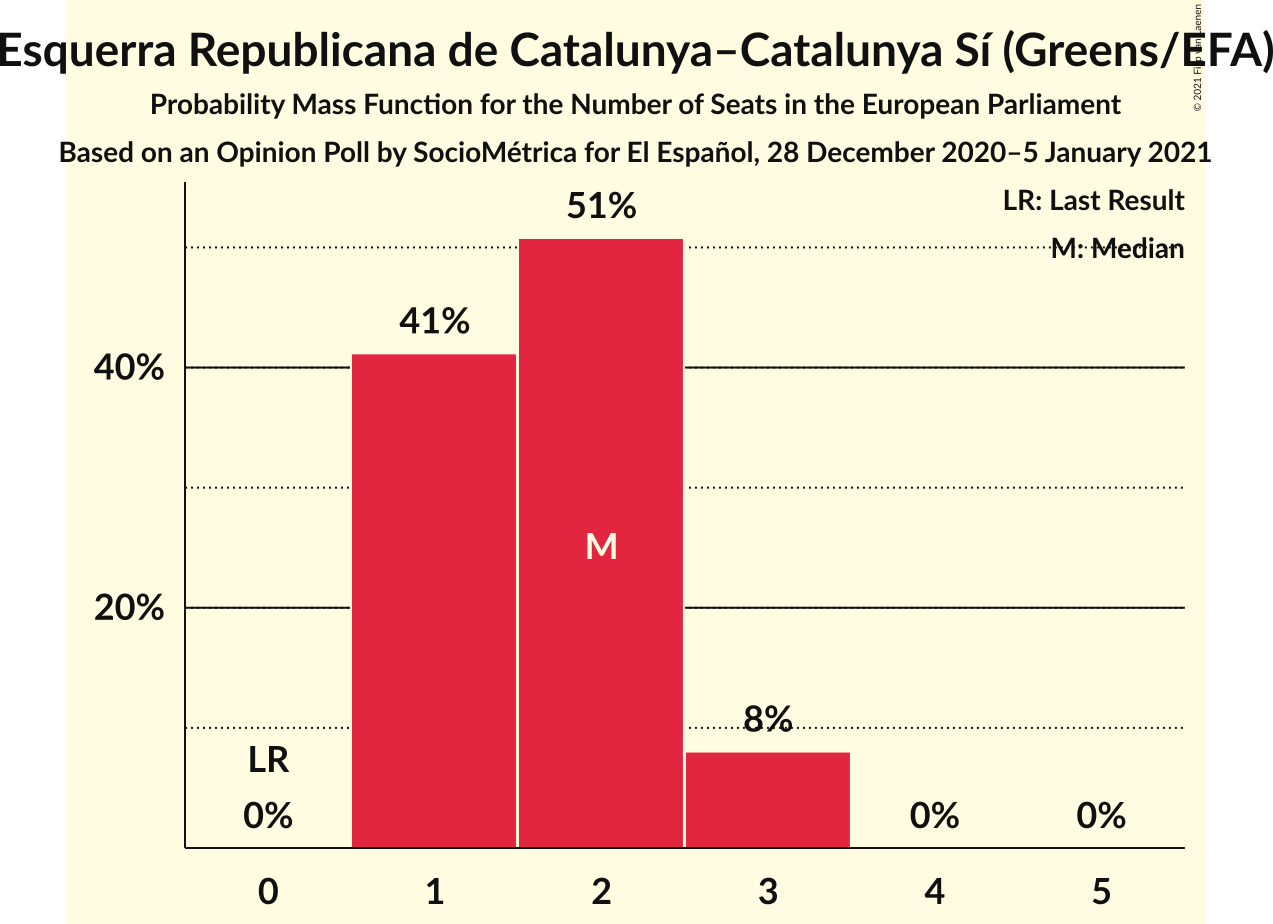 Esquerra Republicana de Catalunya–Catalunya Sí (Greens/EFA)
Probability Mass Function for the Number of Seats in the European Parliament
Based on an Opinion Poll by SocioMétrica for El Español, 28 December 2020–5 January 2021
© 2021
LR: Last Result
M: Median
51%
41%
40%
M
20%
8%
LR
0%
0%
0%
0
1
2
3
4
5